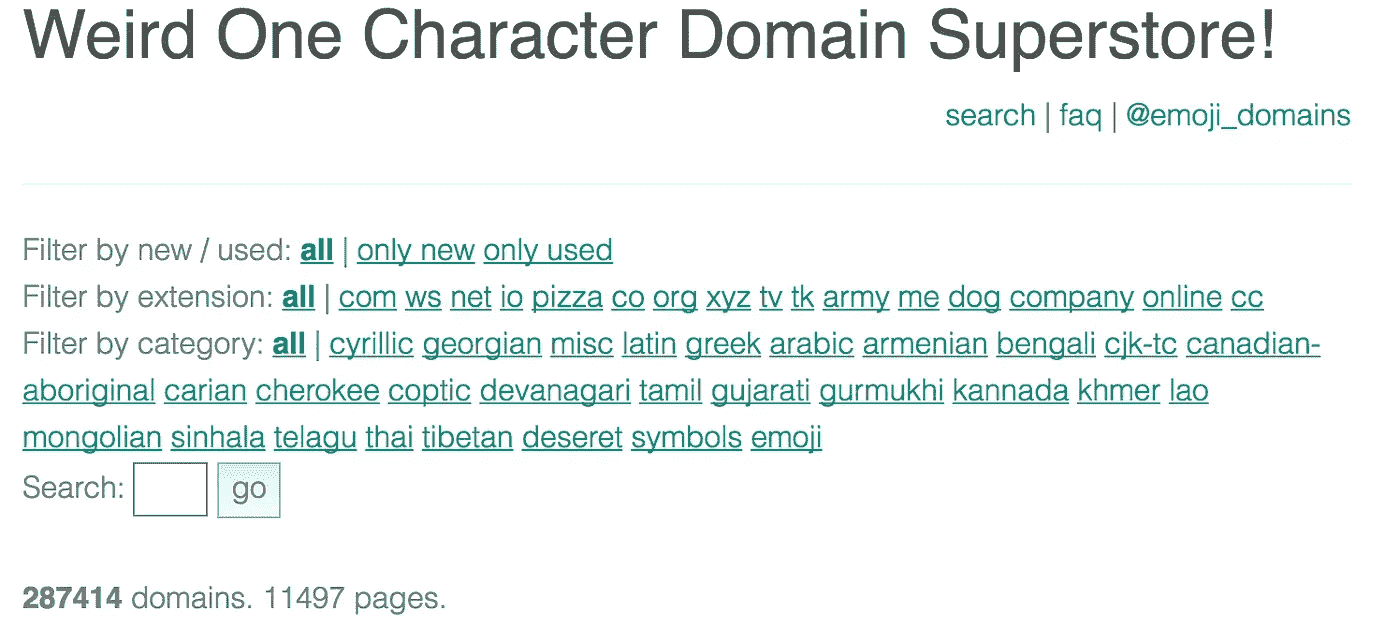 Weird One Character Domain Superstore!
search | faq | @emoji_domains
Filter by new / used: all | only new only used
Filter by extension: all | com ws net io pizza co org xyz tv tk army me dog company online cc
Filter by category: all | cyrillic georgian misc latin greek arabic armenian bengali cjk-tc canadian-
aboriginal carian cherokee coptic devanagari tamil gujarati gurmukhi kannada khmer lao
mongolian sinhala telagu thai tibetan deseret symbols emoji
Search: go
287414 domains. 11497 pages.